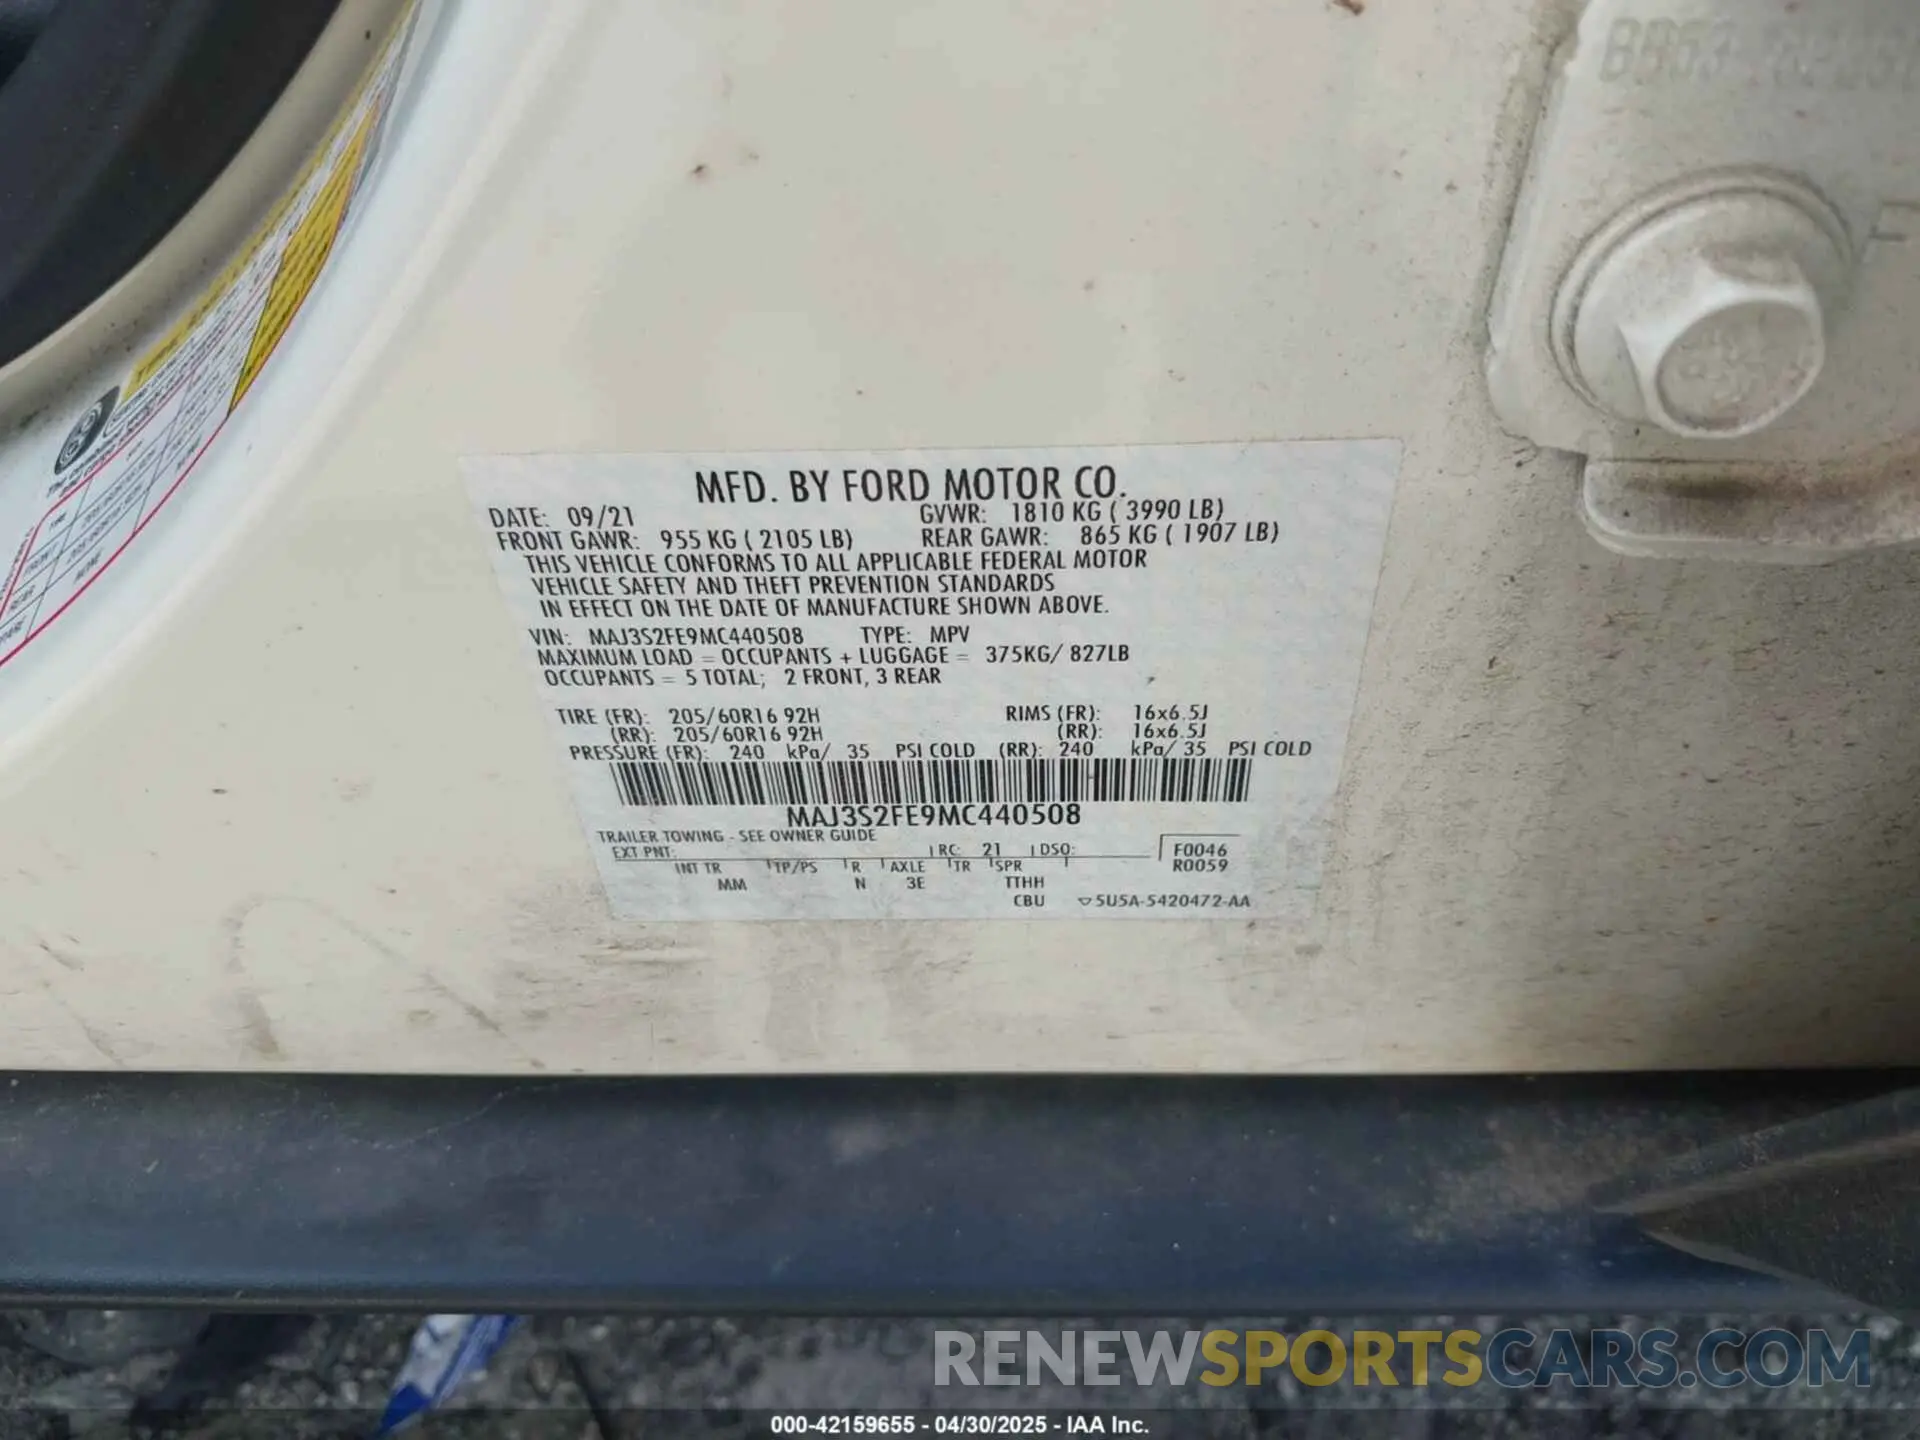 MFD. BY FORD MOTOR CO.
DATE: 09/21 GVWR: 1810 KG ( 3990 LB)
FRONT GAWR: 955 KG ( 2105 LB) REAR GAWR: 865 KG ( 1907 LB)
THIS VEHICLE CONFORMS TO ALL APPLICABLE FEDERAL MOTOR
VEHICLE SAFETY AND THEFT PREVENTION STANDARDS
IN EFFECT ON THE DATE OF MANUFACTURE SHOWN ABOVE.
VIN: MAJ3S2FE9MC440508 TYPE: MPV
MAXIMUM LOAD = OCCUPANTS + LUGGAGE = 375KG/ 827LB
OCCUPANTS = 5 TOTAL; 2 FRONT, 3 REAR
TIRE (FR): 205/60R16 92H RIMS (FR): 16x6.5J
(RR): 205/60R16 92H (RR): 16x6.5J
PRESSURE (FR): 240 kPa/ 35 PSI COLD (RR): 240 kPa/ 35 PSI COLD
MAJ3S2FE9MC440508
TRAILER TOWING - SEE OWNER GUIDE
EXT PNT: RC: 21 DSO: F0046
INT TR TP/PS R AXLE TR SPR R0059
MM N 3E TTHH
CBU ▽5U5A-5420472-AA
RENEWSPORTSCARS.COM
000-42159655 - 04/30/2025 - IAA Inc.